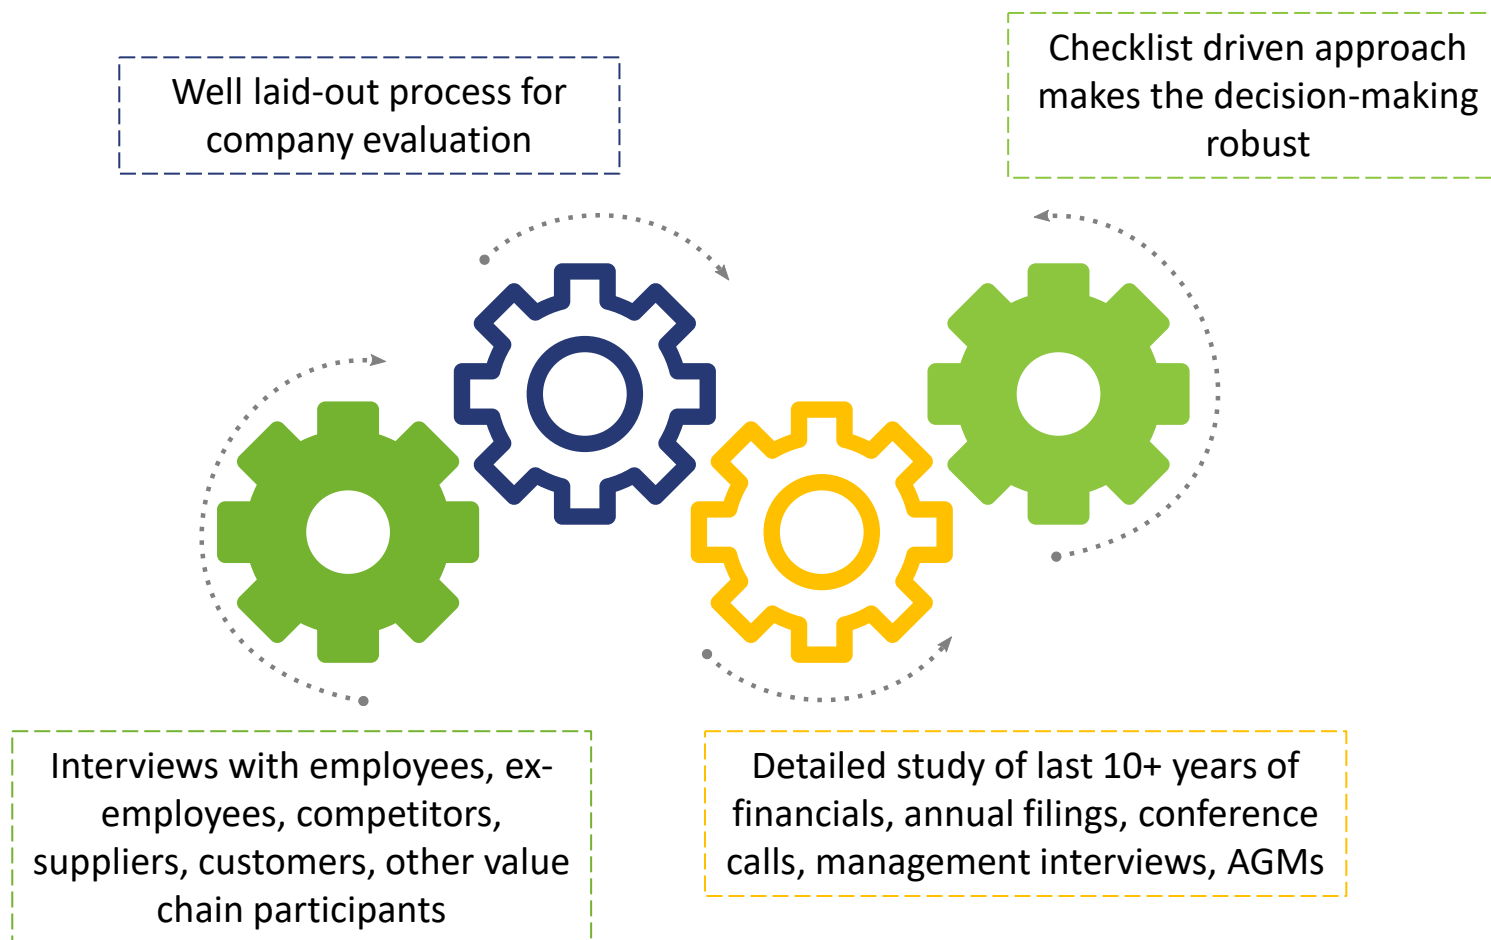 Well laid-out process for
company evaluation
Checklist driven approach
makes the decision-making
robust
Interviews with employees, ex-
employees, competitors,
suppliers, customers, other value
chain participants
Detailed study of last 10+ years of
financials, annual filings, conference
calls, management interviews, AGMs